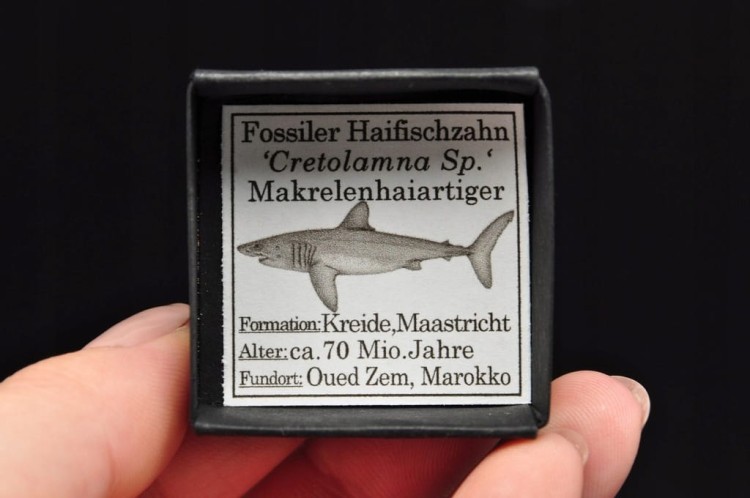 Fossiler Haifischzahn
‘Cretolamna Sp.‘
Makrelenhaiartiger
Formation:Kreide,Maastricht
Alter:ca.70 Mio.Jahre
Fundort: Oued Zem, Marokko